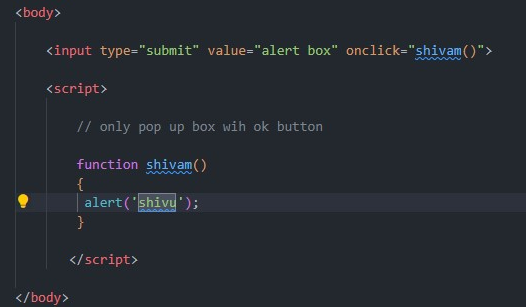 <body>
<input type="submit" value="alert box" onclick="shivam()">
<script>
// only pop up box wih ok button
function shivam()
{
alert('shivu');
}
</script>
</body>